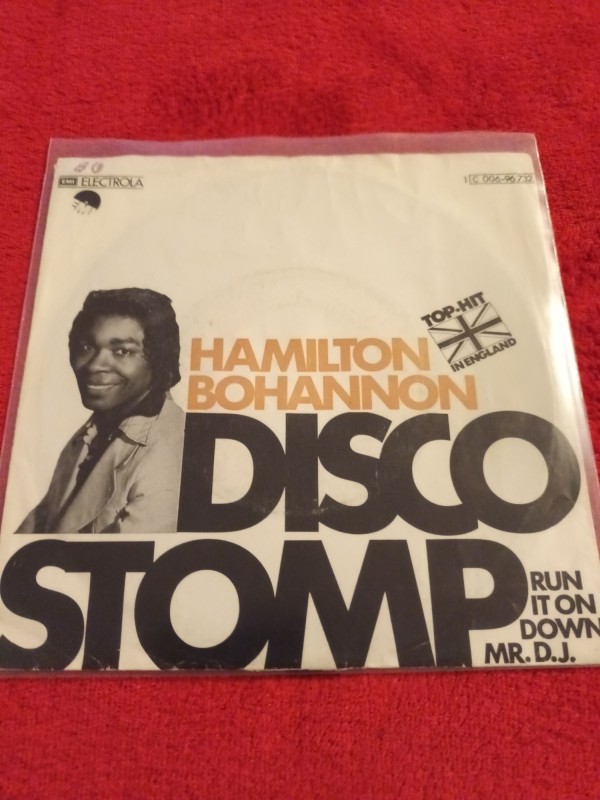 EMI ELECTROLA
1 C 006-96 732
TOP-HIT
IN ENGLAND
HAMILTON
BOHANNON
DISCO
STOMP
RUN
IT ON
DOWN
MR. D.J.